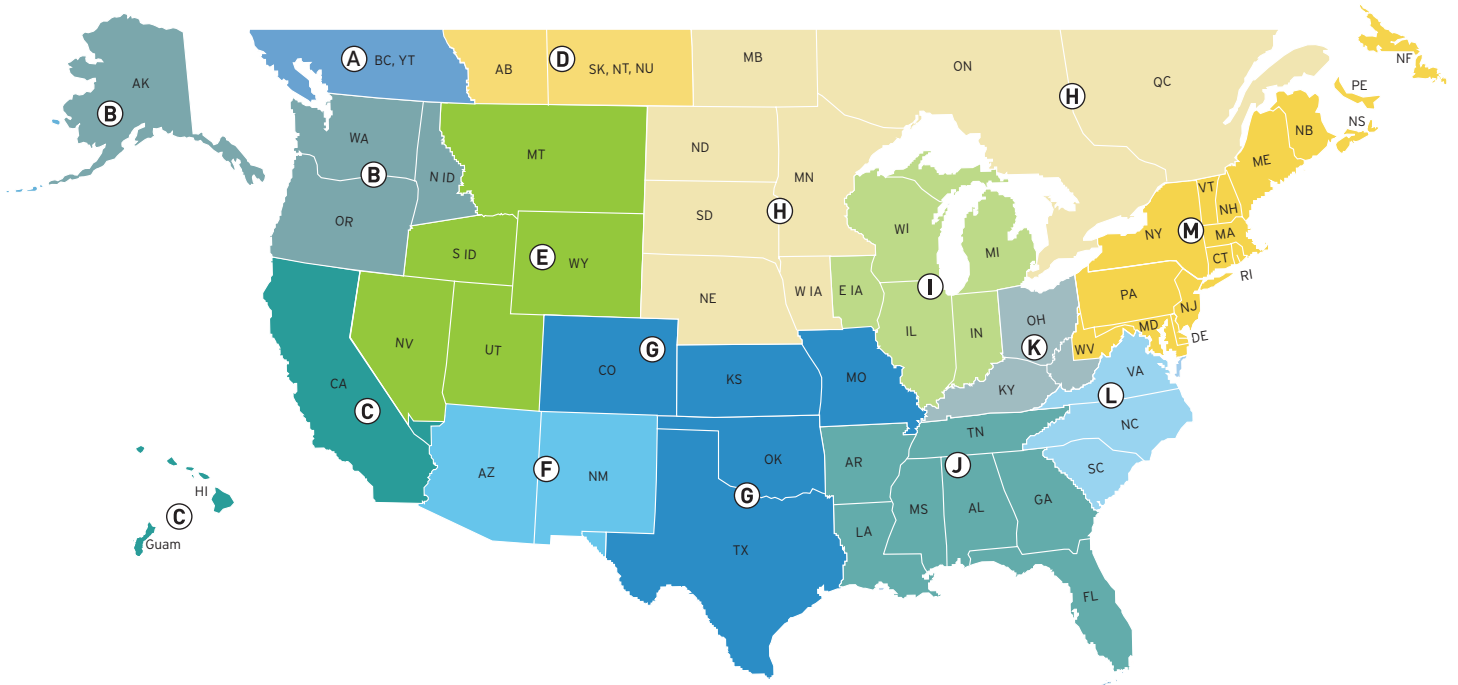 A
BC, YT
AB
D
SK, NT, NU
MB
ON
H
QC
NF
PE
NS
NB
ME
AK
B
WA
B
N ID
OR
MT
S ID
E
WY
NV
UT
CA
C
HI
C
Guam
ND
MN
SD
H
NE
W IA
E IA
WI
MI
I
IL
IN
OH
K
KY
VT
NH
NY
M
MA
CT
RI
PA
NJ
MD
DE
WV
VA
L
NC
SC
G
CO
KS
MO
AZ
F
NM
OK
G
TX
AR
TN
J
MS
AL
GA
LA
FL